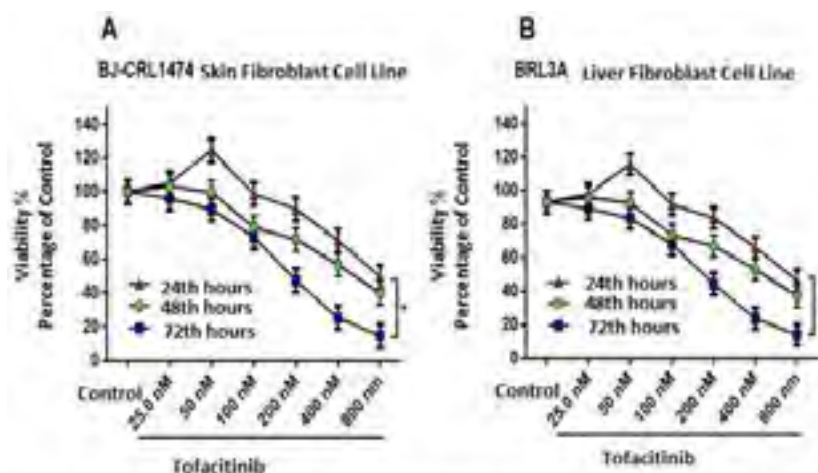 A
BJ-CRL1474 Skin Fibroblast Cell Line
Viability %
Percentage of Control
140
120
100
80
60
40
20
0
24th hours
48th hours
72th hours
*
Control
25.0 nM
50 nM
100 nM
200 nM
400 nM
800 nm
Tofacitinib
B
BRL3A Liver Fibroblast Cell Line
Viability %
Percentage of Control
140
120
100
80
60
40
20
0
24th hours
48th hours
72th hours
Control
25.0 nM
50 nM
100 nM
200 nM
400 nM
800 nm
Tofacitinib